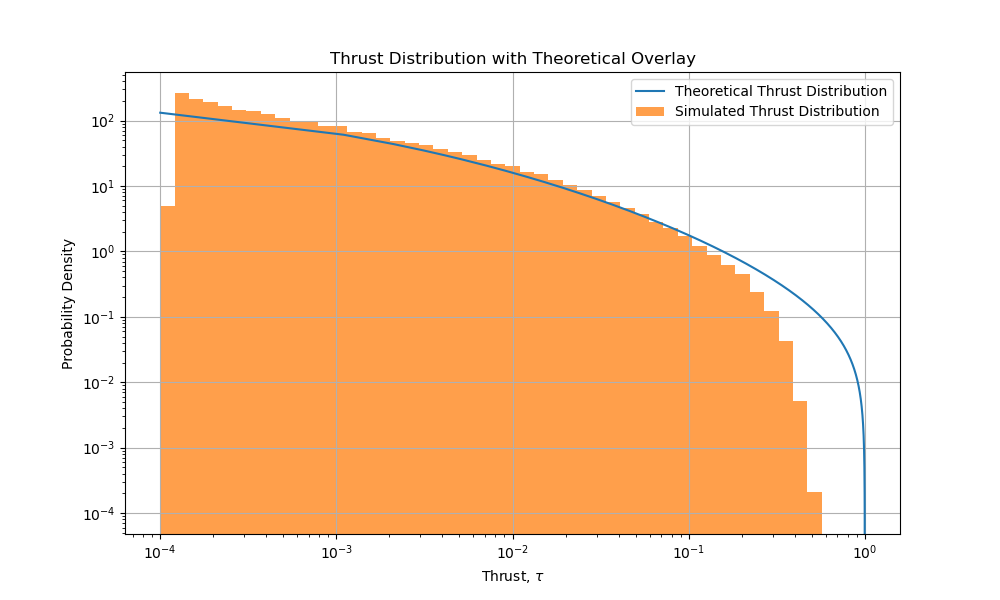 Thrust Distribution with Theoretical Overlay
Theoretical Thrust Distribution
Simulated Thrust Distribution
Probability Density
10²
10¹
10⁰
10⁻¹
10⁻²
10⁻³
10⁻⁴
10⁻⁴ 10⁻³ 10⁻² 10⁻¹ 10⁰
Thrust, τ